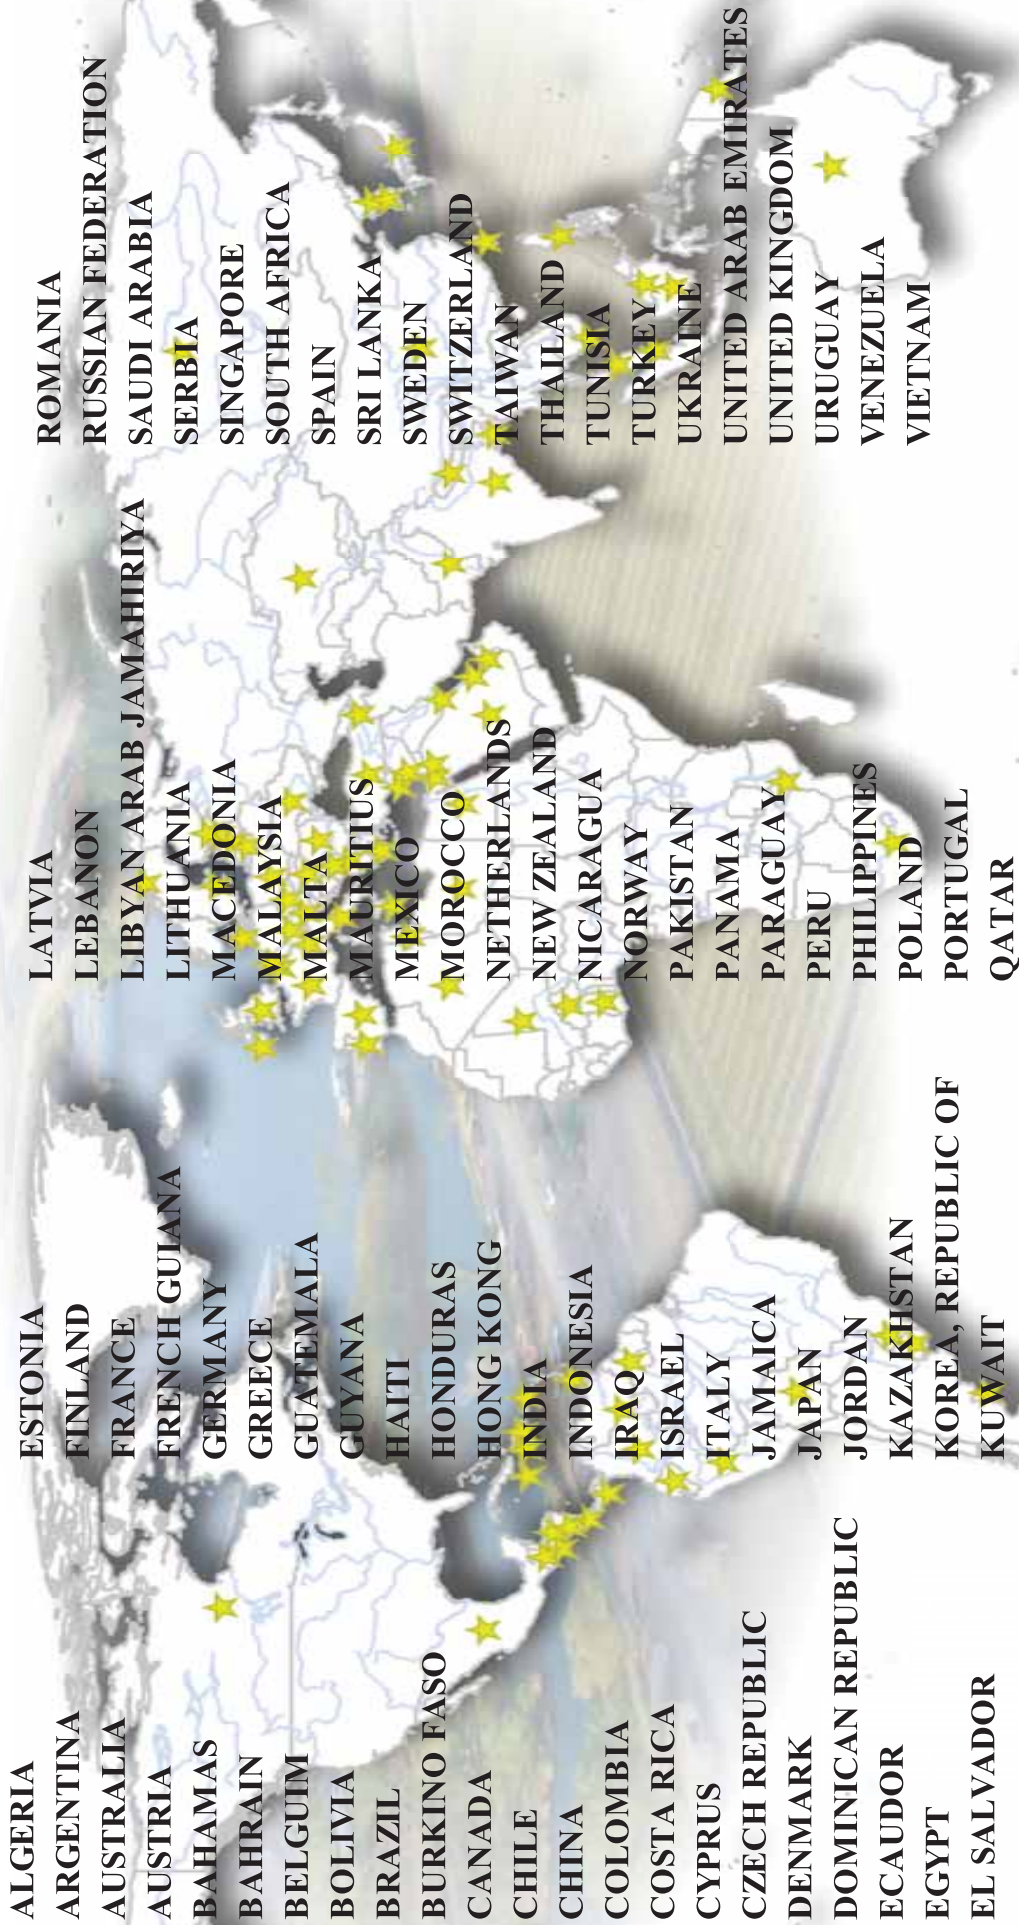 ALGERIA
ARGENTINA
AUSTRALIA
AUSTRIA
BAHAMAS
BAHRAIN
BELGUM
BOLIVIA
BRAZIL
BURKINO FASO
CANADA
CHILE
CHINA
COLOMBIA
COSTA RICA
CYPRUS
CZECH REPUBLIC
DENMARK
DOMINICAN REPUBLIC
ECAUDOR
EGYPT
EL SALVADOR
ESTONIA
FINLAND
FRANCE
FRENCH GUIANA
GERMANY
GREECE
GUATEMALA
GUYANA
HAITI
HONDURAS
HONG KONG
INDIA
INDONESIA
IRAQ
ISRAEL
ITALY
JAMAICA
JAPAN
JORDAN
KAZAKHSTAN
KOREA, REPUBLIC OF
KUWAIT
LATVIA
LEBANON
LIBYAN ARAB JAMAHIRIYA
LITHUANIA
MACEDONIA
MALAYSIA
MALTA
MAURITIUS
MEXICO
MOROCCO
NETHERLANDS
NEW ZEALAND
NICARAGUA
NORWAY
PAKISTAN
PANAMA
PARAGUAY
PERU
PHILIPPINES
POLAND
PORTUGAL
QATAR
ROMANIA
RUSSIAN FEDERATION
SAUDI ARABIA
SERBIA
SINGAPORE
SOUTH AFRICA
SPAIN
SRI LANKA
SWEDEN
SWITZERLAND
TAIWAN
THAILAND
TUNISIA
TURKEY
UKRAINE
UNITED ARAB EMIRATES
UNITED KINGDOM
URUGUAY
VENEZUELA
VIETNAM